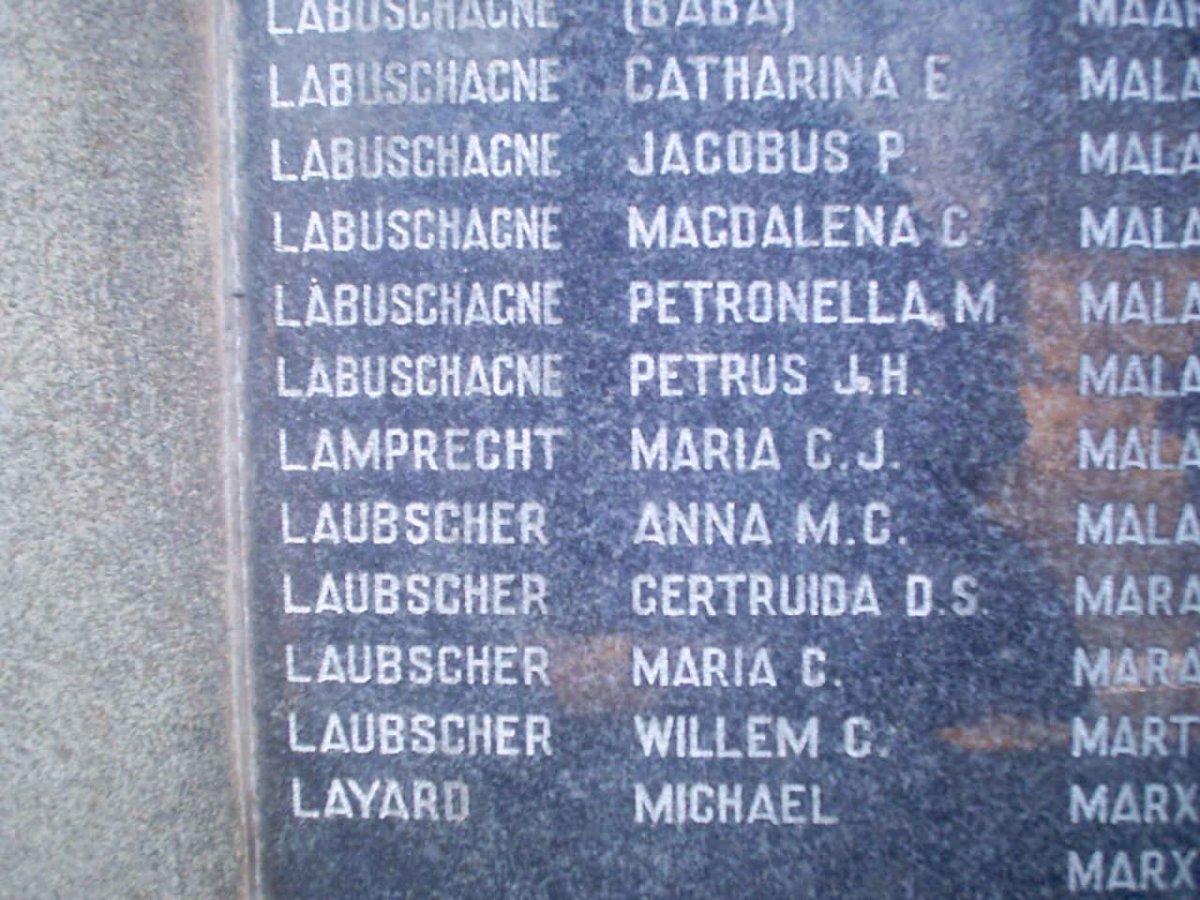 LABUSCHAGNE (BABA)
LABUSCHAGNE CATHARINA E
LABUSCHAGNE JACOBUS P.
LABUSCHAGNE MAGDALENA C.
LABUSCHAGNE PETRONELLA M.
LABUSCHAGNE PETRUS J.H.
LAMPRECHT MARIA C.J.
LAUBSCHER ANNA M.C.
LAUBSCHER GERTRUIDA D.S.
LAUBSCHER MARIA C.
LAUBSCHER WILLEM C.
LAYARD MICHAEL